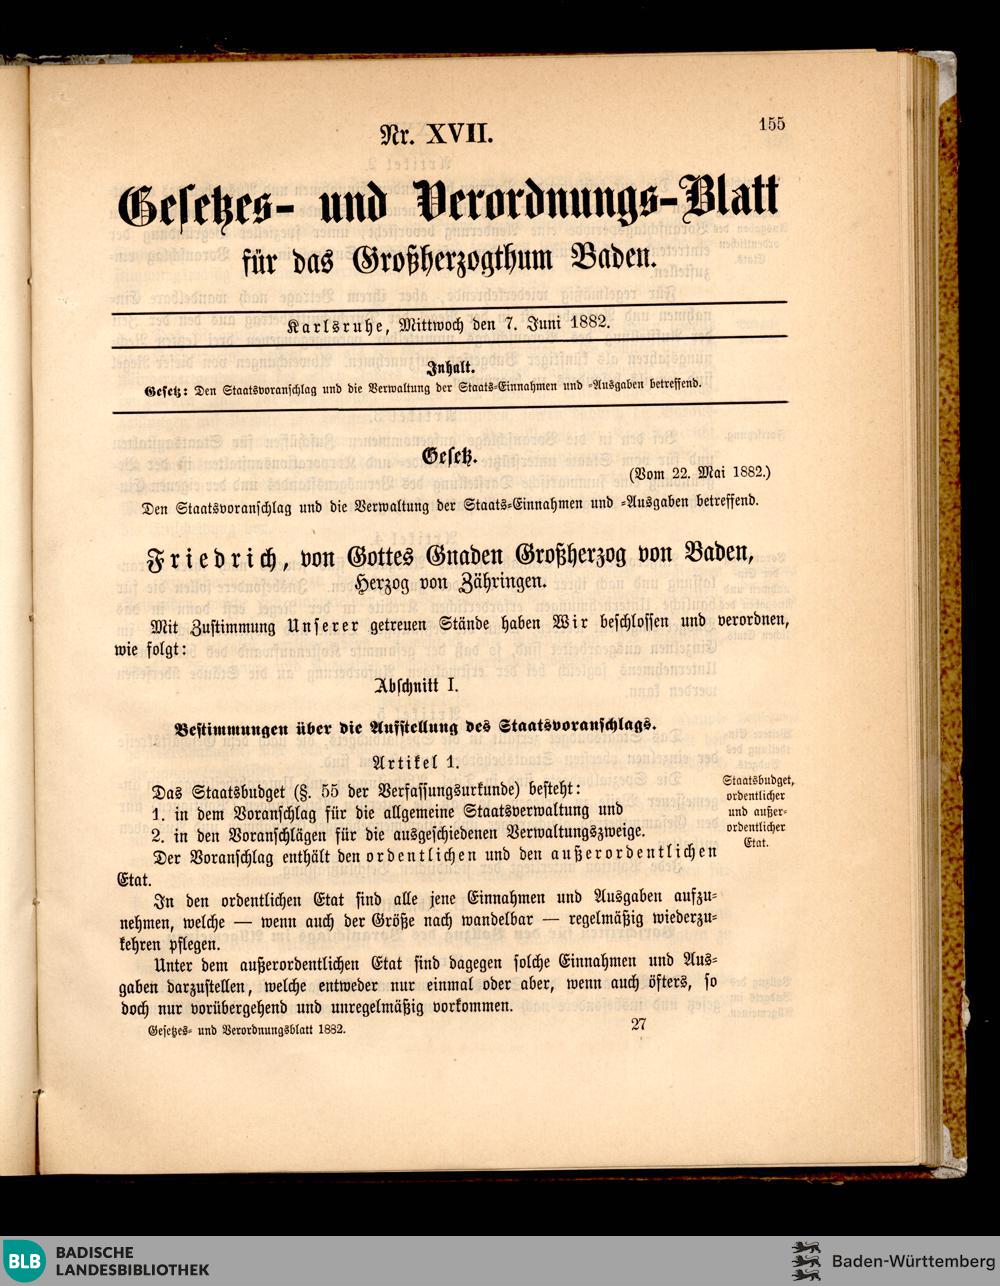 155
Nr. XVII.
Gesetzes- und Verordnungs-Blatt
für das Großherzogthum Baden.
Karlsruhe, Mittwoch den 7. Juni 1882.
Inhalt.
Gesetz: Den Staatsvoranschlag und die Verwaltung der Staats-Einnahmen und -Ausgaben betreffend.
Gesetz.
(Vom 22. Mai 1882.)
Den Staatsvoranschlag und die Verwaltung der Staats-Einnahmen und -Ausgaben betreffend.
Friedrich, von Gottes Gnaden Großherzog von Baden,
Herzog von Zähringen.
Mit Zustimmung Unserer getreuen Stände haben Wir beschlossen und verordnen,
wie folgt:
Abschnitt I.
Bestimmungen über die Aufstellung des Staatsvoranschlags.
Artikel 1.
Das Staatsbudget (§. 55 der Verfassungsurkunde) besteht:
1. in dem Voranschlag für die allgemeine Staatsverwaltung und
2. in den Voranschlägen für die ausgeschiedenen Verwaltungszweige.
Der Voranschlag enthält den ordentlichen und den außerordentlichen
Etat.
In den ordentlichen Etat sind alle jene Einnahmen und Ausgaben aufzu-
nehmen, welche — wenn auch der Größe nach wandelbar — regelmäßig wiederzu-
kehren pflegen.
Unter dem außerordentlichen Etat sind dagegen solche Einnahmen und Aus-
gaben darzustellen, welche entweder nur einmal oder aber, wenn auch öfters, so
doch nur vorübergehend und unregelmäßig vorkommen.
Staatsbudget,
ordentlicher
und außer-
ordentlicher
Etat.
Gesetzes- und Verordnungsblatt 1882.
27
BLB
BADISCHE
LANDESBIBLIOTHEK
Baden-Württemberg